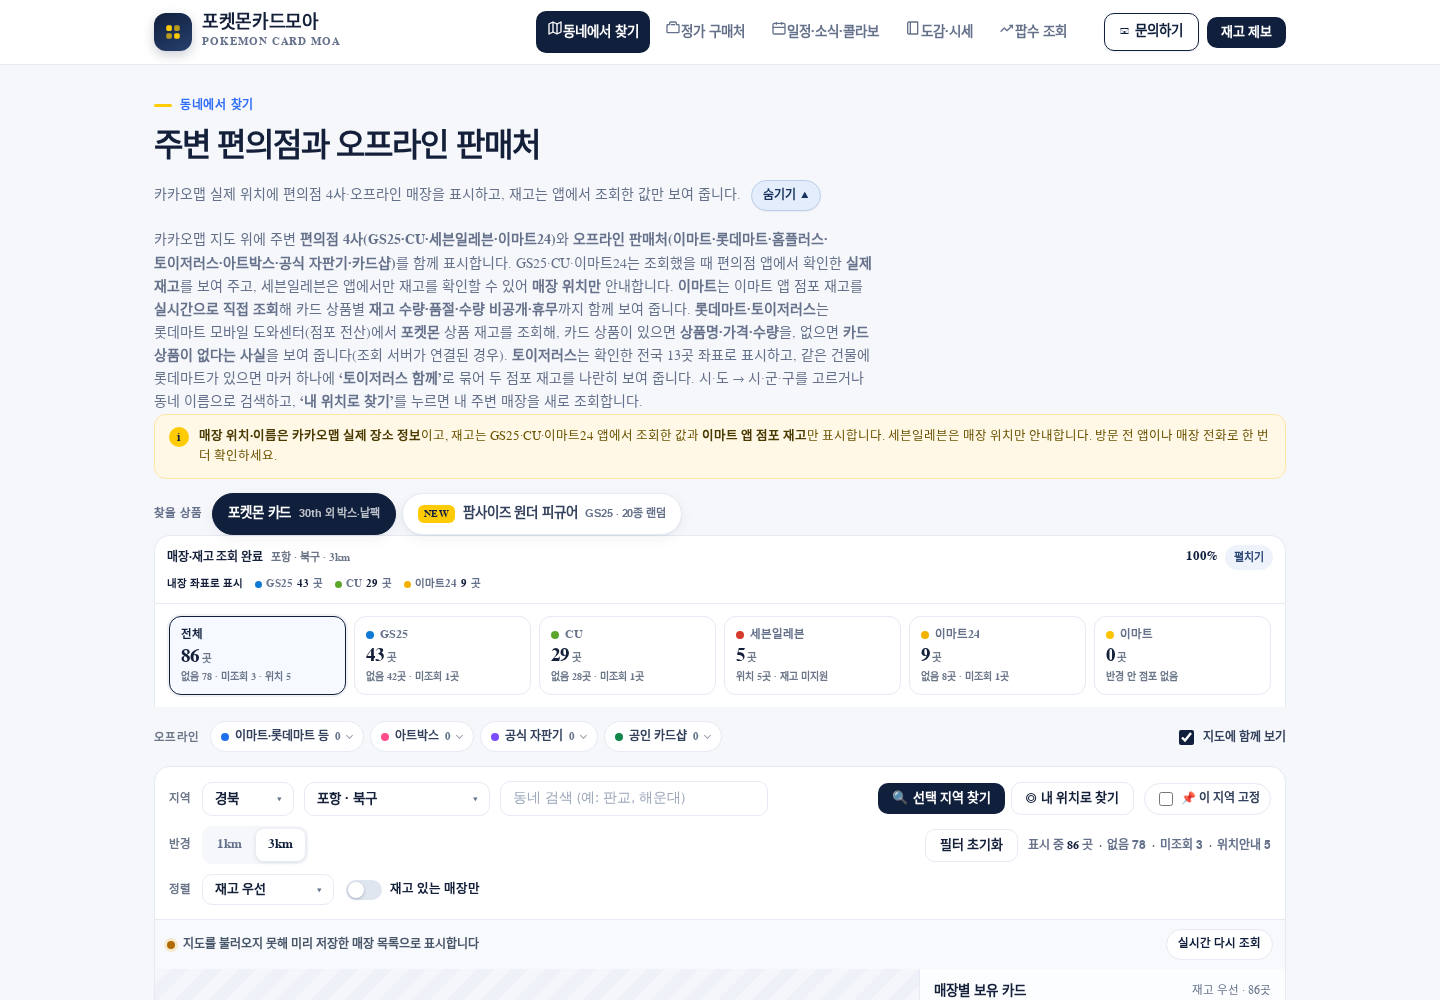 포켓몬카드모아
POKEMON CARD MOA
동네에서 찾기
정가 구매처
일정·소식·콜라보
도감·시세
팝수 조회
문의하기
재고 제보
동네에서 찾기
주변 편의점과 오프라인 판매처
카카오맵 실제 위치에 편의점 4사·오프라인 매장을 표시하고, 재고는 앱에서 조회한 값만 보여 줍니다.
숨기기 ▲
카카오맵 지도 위에 주변 편의점 4사(GS25·CU·세븐일레븐·이마트24)와 오프라인 판매처(이마트·롯데마트·홈플러스·
토이저러스·아트박스·공식 자판기·카드샵)를 함께 표시합니다. GS25·CU·이마트24는 조회했을 때 편의점 앱에서 확인한 실제
재고를 보여 주고, 세븐일레븐은 앱에서만 재고를 확인할 수 있어 매장 위치만 안내합니다. 이마트는 이마트 앱 점포 재고를
실시간으로 직접 조회해 카드 상품별 재고 수량·품절·수량 비공개·휴무까지 함께 보여 줍니다. 롯데마트·토이저러스는
롯데마트 모바일 도와센터(점포 전산)에서 포켓몬 상품 재고를 조회해, 카드 상품이 있으면 상품명·가격·수량을, 없으면 카드
상품이 없다는 사실을 보여 줍니다(조회 서버가 연결된 경우). 토이저러스는 확인한 전국 13곳 좌표로 표시하고, 같은 건물에
롯데마트가 있으면 마커 하나에 ‘토이저러스 함께’로 묶어 두 점포 재고를 나란히 보여 줍니다. 시·도 → 시·군·구를 고르거나
동네 이름으로 검색하고, ‘내 위치로 찾기’를 누르면 내 주변 매장을 새로 조회합니다.
i
매장 위치·이름은 카카오맵 실제 장소 정보이고, 재고는 GS25·CU·이마트24 앱에서 조회한 값과 이마트 앱 점포 재고만 표시합니다. 세븐일레븐은 매장 위치만 안내합니다. 방문 전 앱이나 매장 전화로 한 번
더 확인하세요.
찾을 상품
포켓몬 카드 30th 외 박스·낱팩
NEW 팜사이즈 원더 피규어 GS25 · 20종 랜덤
매장·재고 조회 완료 포항 · 북구 · 3km
100%
펼치기
내장 좌표로 표시 GS25 43 곳 CU 29 곳 이마트24 9 곳
전체
86 곳
없음 78 · 미조회 3 · 위치 5
GS25
43 곳
없음 42곳 · 미조회 1곳
CU
29 곳
없음 28곳 · 미조회 1곳
세븐일레븐
5 곳
위치 5곳 · 재고 미지원
이마트24
9 곳
없음 8곳 · 미조회 1곳
이마트
0 곳
반경 안 점포 없음
오프라인
이마트·롯데마트 등 0
아트박스 0
공식 자판기 0
공인 카드샵 0
지도에 함께 보기
지역
경북
포항 · 북구
동네 검색 (예: 판교, 해운대)
🔍 선택 지역 찾기
◎ 내 위치로 찾기
📌 이 지역 고정
반경
1km
3km
필터 초기화
표시 중 86 곳 · 없음 78 · 미조회 3 · 위치안내 5
정렬
재고 우선
재고 있는 매장만
지도를 불러오지 못해 미리 저장한 매장 목록으로 표시합니다
실시간 다시 조회
매장별 보유 카드
재고 우선 · 86곳